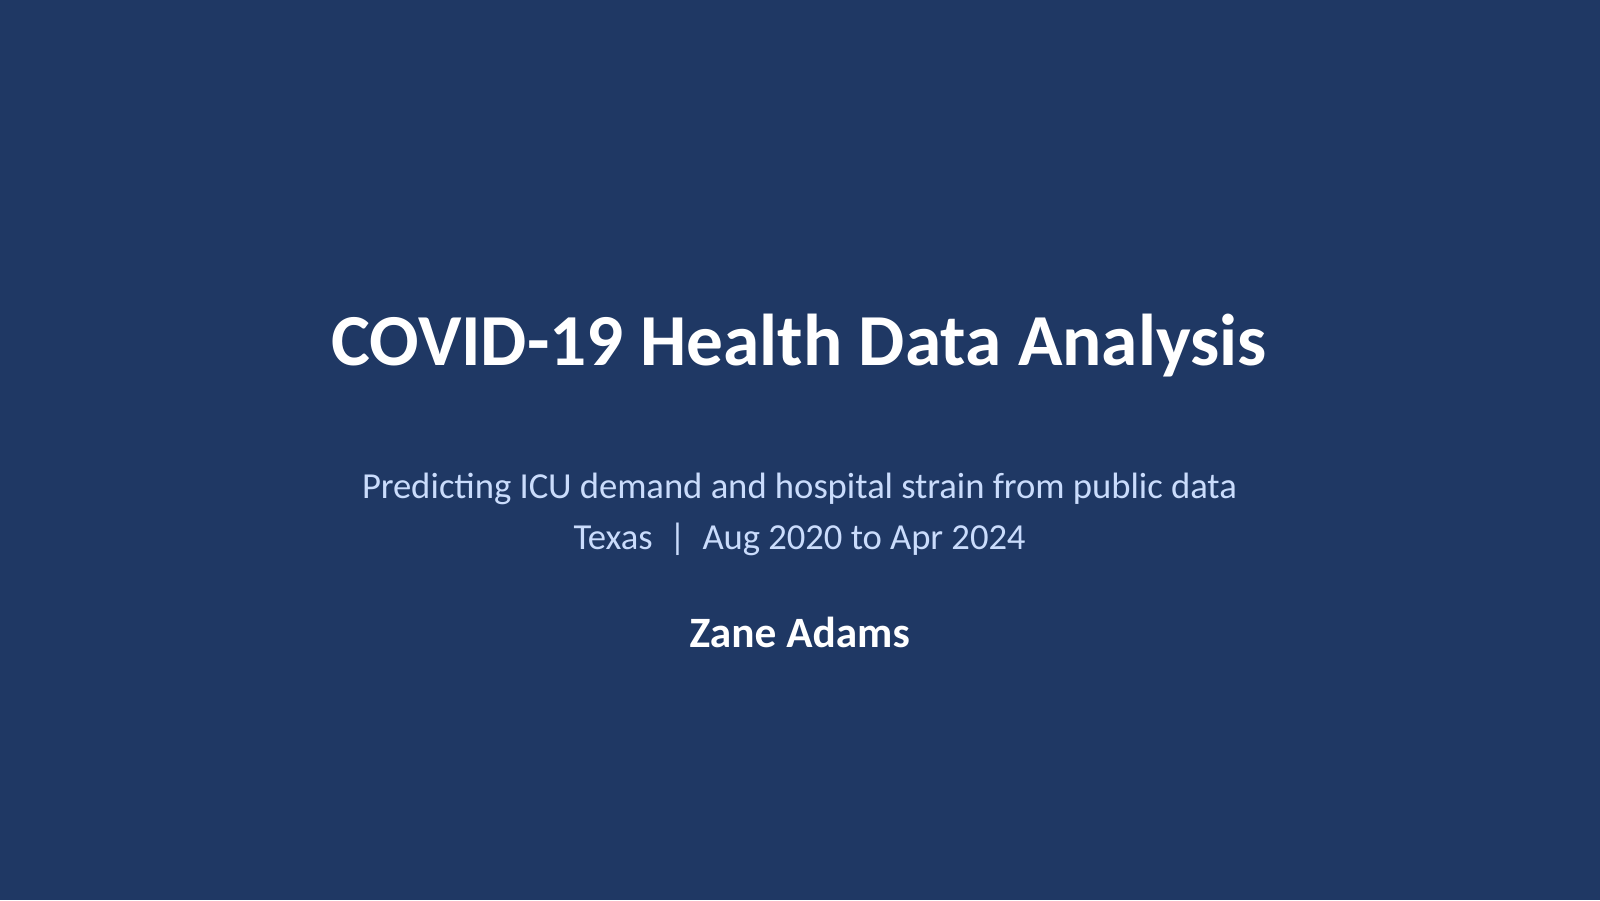 COVID-19 Health Data Analysis
Predicting ICU demand and hospital strain from public data
Texas | Aug 2020 to Apr 2024
Zane Adams